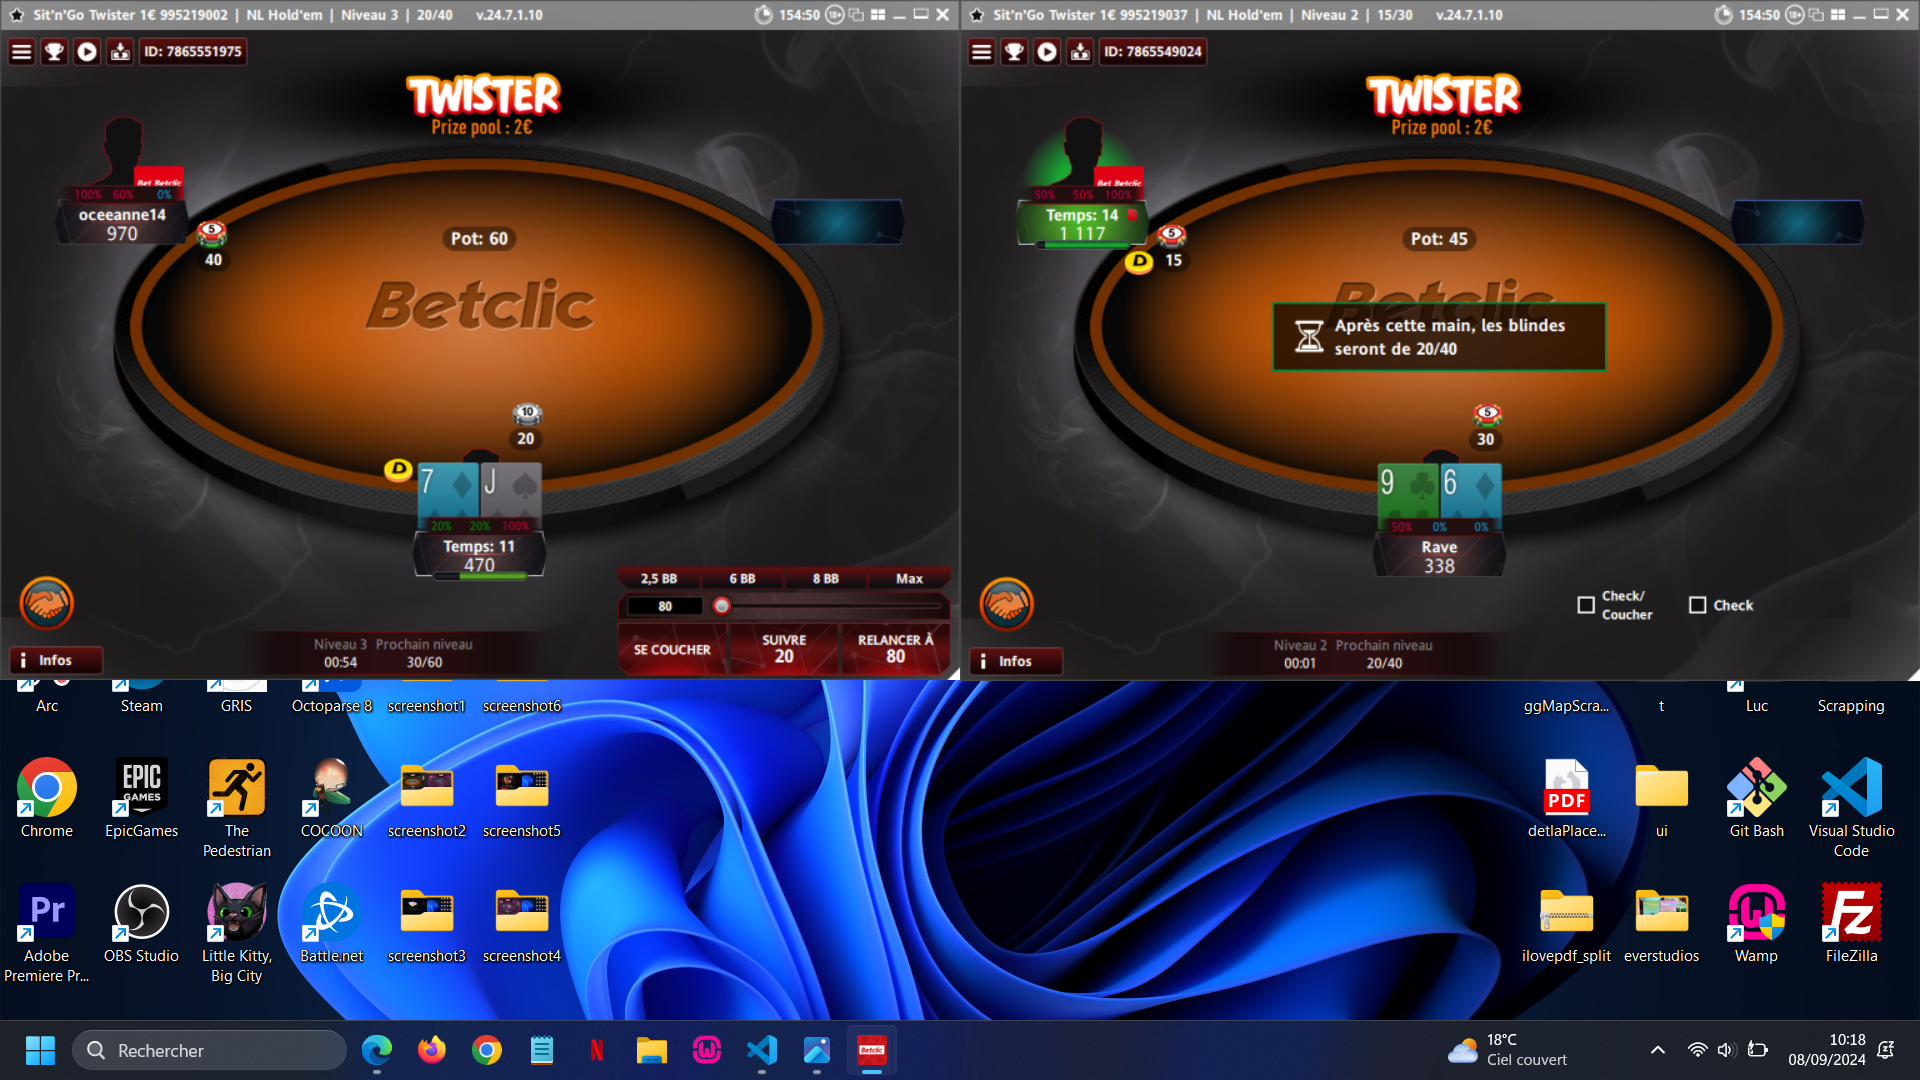 Sit'n'Go Twister 1€ 995219002 | NL Hold'em | Niveau 3 | 20/40 v.24.7.1.10
154:50 18+
ID: 7865551975
TWISTER
Prize pool : 2€
Bet Betclic
100% 60% 0%
oceeanne14
970
5
40
Pot: 60
Betclic
10
20
D
7 J
20% 20% 100%
Temps: 11
470
2,5 BB 6 BB 8 BB Max
80
SE COUCHER
SUIVRE
20
RELANCER À
80
Niveau 3 Prochain niveau
00:54 30/60
i Infos
Sit'n'Go Twister 1€ 995219037 | NL Hold'em | Niveau 2 | 15/30 v.24.7.1.10
154:50 18+
ID: 7865549024
TWISTER
Prize pool : 2€
Bet Betclic
50% 50% 100%
Temps: 14
1 117
5
D 15
Pot: 45
Betclic
Après cette main, les blindes
seront de 20/40
5
30
9 6
50% 0% 0%
Rave
338
Check/
Coucher
Check
Niveau 2 Prochain niveau
00:01 20/40
i Infos
Arc
Steam
GRIS
Octoparse 8
screenshot1
screenshot6
ggMapScra...
t
Luc
Scrapping
EPIC
GAMES
PDF
Chrome
EpicGames
The
Pedestrian
COCOON
screenshot2
screenshot5
detlaPlace...
ui
Git Bash
Visual Studio
Code
Pr
Fz
Adobe
Premiere Pr...
OBS Studio
Little Kitty,
Big City
Battle.net
screenshot3
screenshot4
ilovepdf_split
everstudios
Wamp
FileZilla
Rechercher
N
Betclic
18°C
Ciel couvert
10:18
08/09/2024